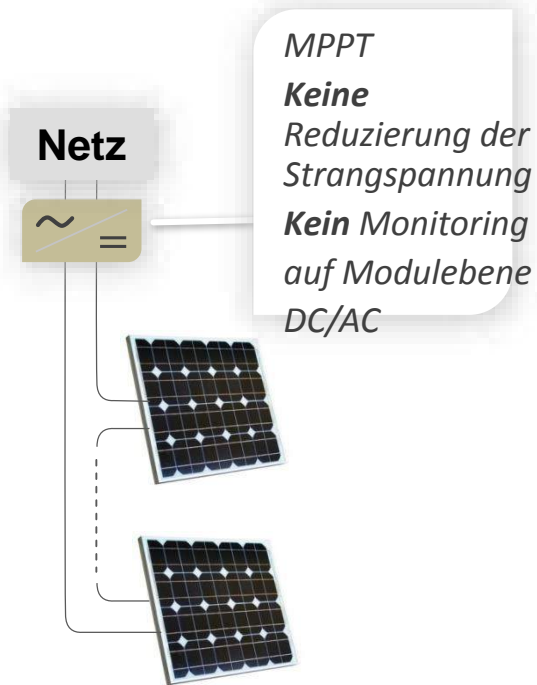 MPPT
Keine
Reduzierung der
Strangspannung
Kein Monitoring
auf Modulebene
DC/AC
Netz